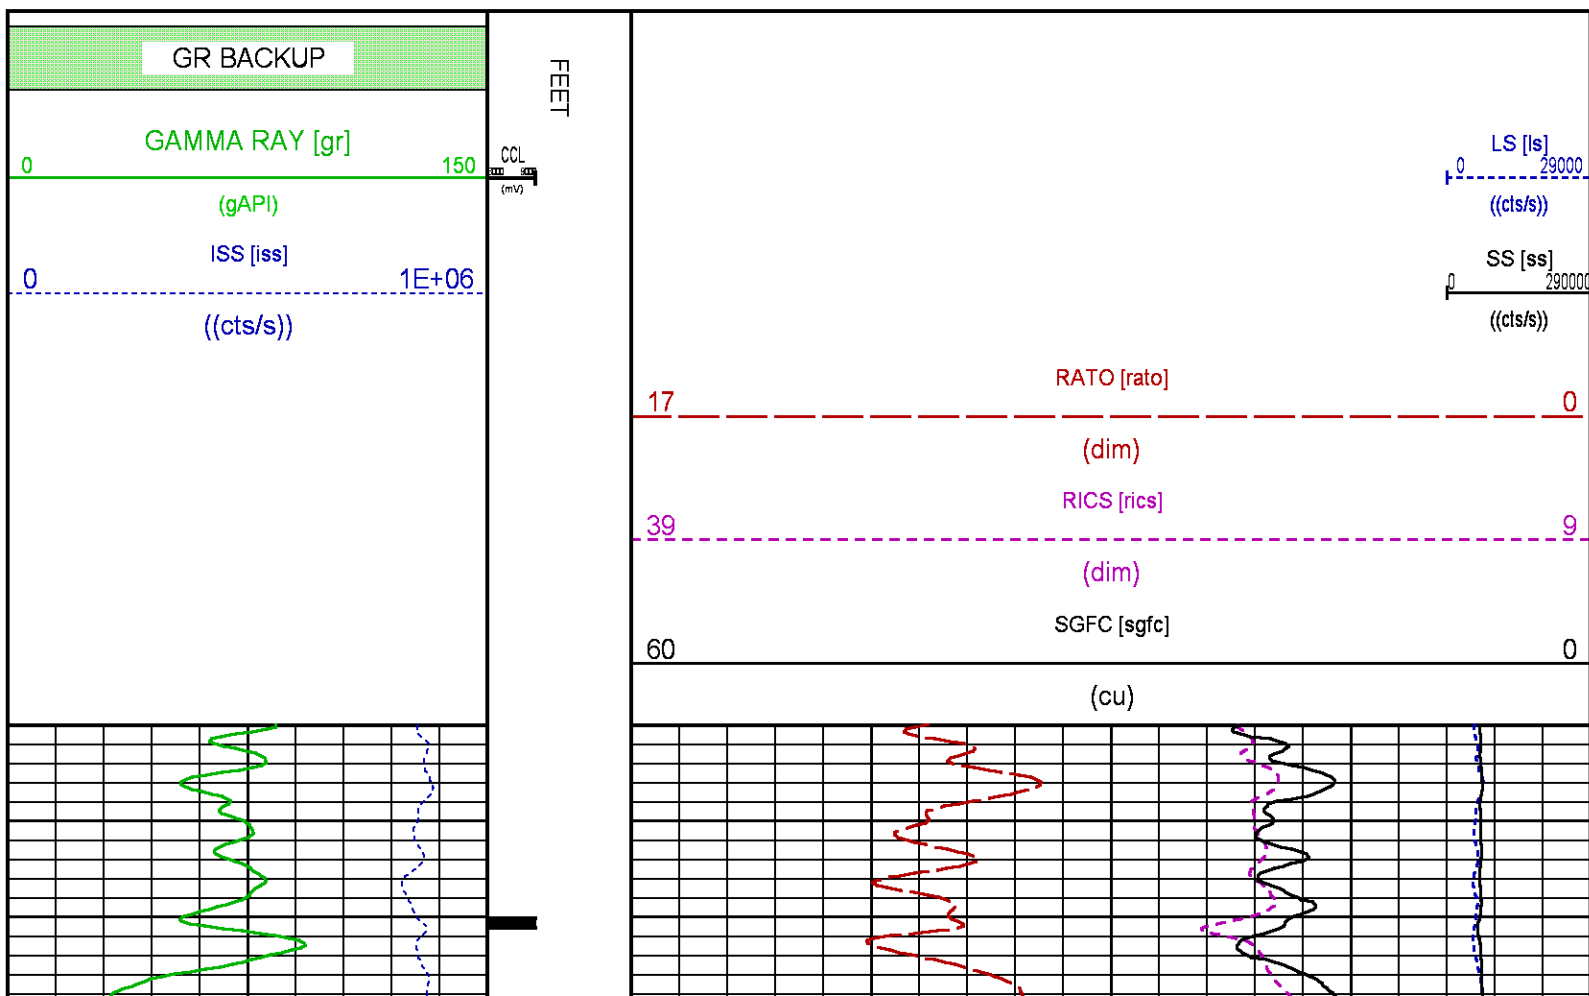 GR BACKUP
GAMMA RAY [gr]
0 150
(gAPI)
ISS [iss]
0 1E+06
((cts/s))
CCL
(mV)
FEET
LS [ls]
0 29000
((cts/s))
SS [ss]
0 290000
((cts/s))
RATO [rato]
17 0
(dim)
RICS [rics]
39 9
(dim)
SGFC [sgfc]
60 0
(cu)